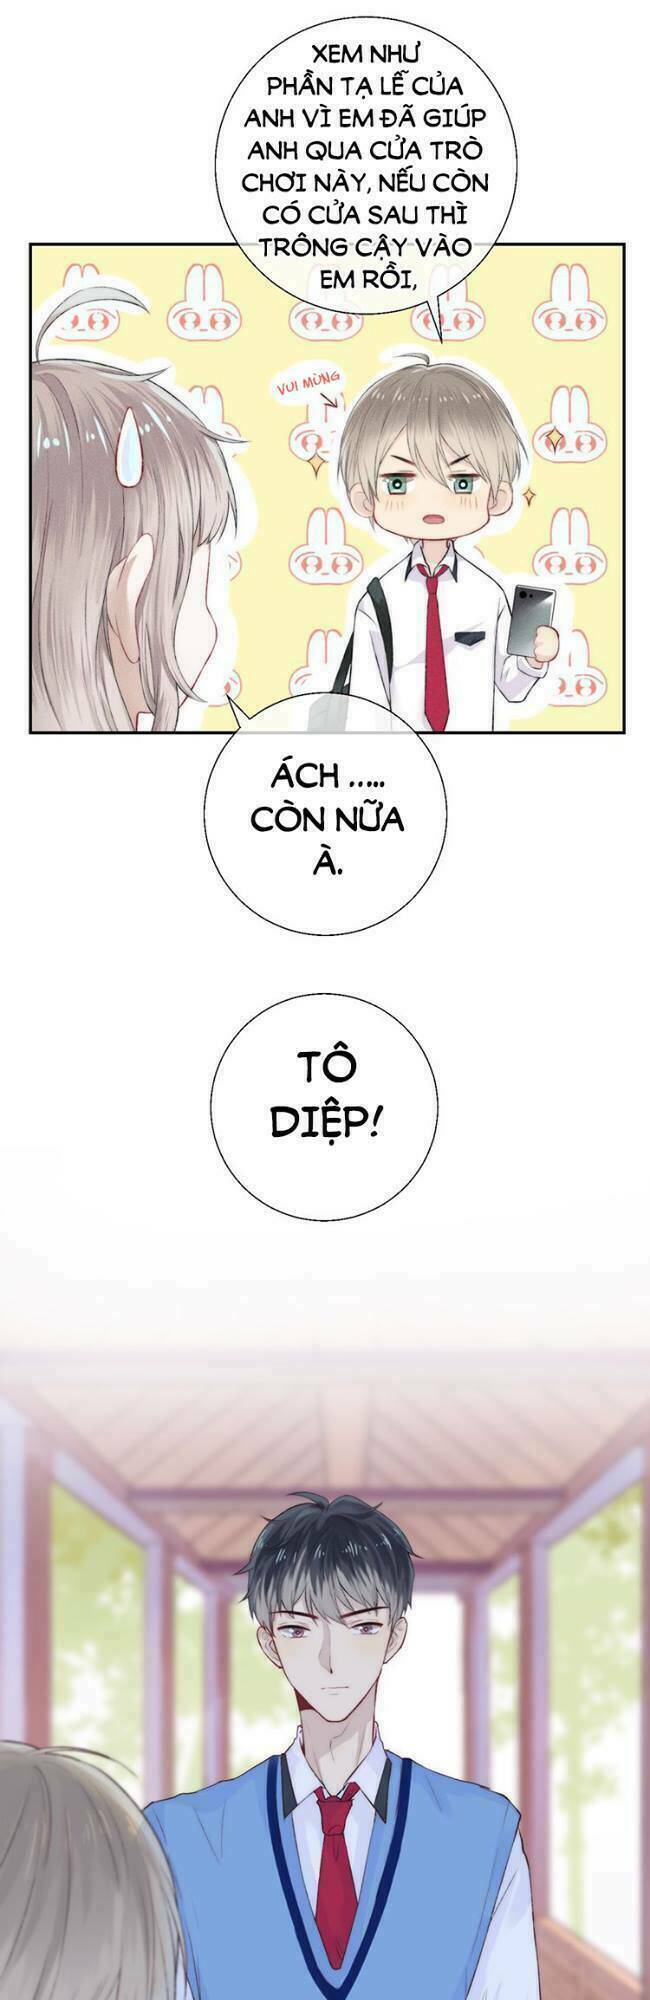 XEM NHƯ
PHẦN TẠ LỄ CỦA
ANH VÌ EM ĐÃ GIÚP
ANH QUA CỬA TRÒ
CHƠI NÀY, NẾU CÒN
CÓ CỬA SAU THÌ
TRÔNG CẬY VÀO
EM RỒI,
VUI MỪNG
ÁCH .....
CÒN NỮA
À.
TÔ
DIỆP!